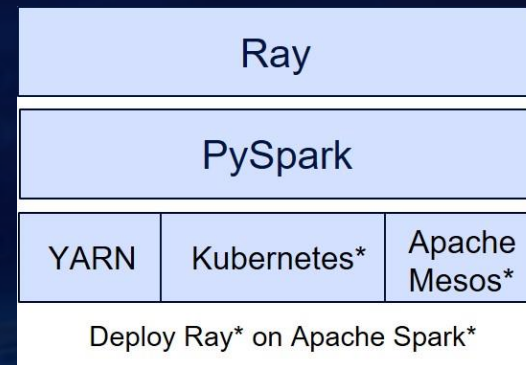 Ray
PySpark
YARN
Kubernetes*
Apache
Mesos*
Deploy Ray* on Apache Spark*